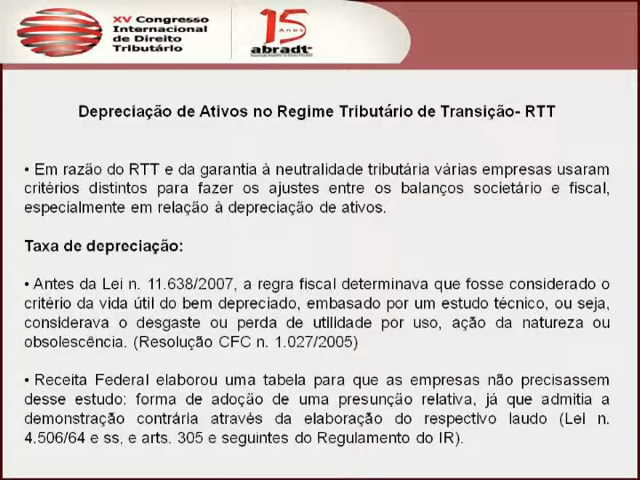 XV Congresso
Internacional
de Direito
Tributário
15
Anos
abradt
Depreciação de Ativos no Regime Tributário de Transição- RTT
• Em razão do RTT e da garantia à neutralidade tributária várias empresas usaram
critérios distintos para fazer os ajustes entre os balanços societário e fiscal,
especialmente em relação à depreciação de ativos.
Taxa de depreciação:
• Antes da Lei n. 11.638/2007, a regra fiscal determinava que fosse considerado o
critério da vida útil do bem depreciado, embasado por um estudo técnico, ou seja,
considerava o desgaste ou perda de utilidade por uso, ação da natureza ou
obsolescência. (Resolução CFC n. 1.027/2005)
• Receita Federal elaborou uma tabela para que as empresas não precisassem
desse estudo: forma de adoção de uma presunção relativa, já que admitia a
demonstração contrária através da elaboração do respectivo laudo (Lei n.
4.506/64 e ss, e arts. 305 e seguintes do Regulamento do IR).